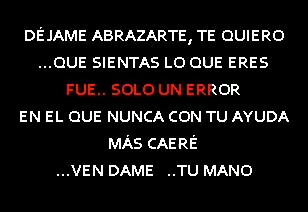 DÉJAME ABRAZARTE, TE QUIERO
...QUE SIENTAS LO QUE ERES
FUE.. SOLO UN ERROR
EN EL QUE NUNCA CON TU AYUDA
MÁS CAERÉ
...VEN DAME ..TU MANO